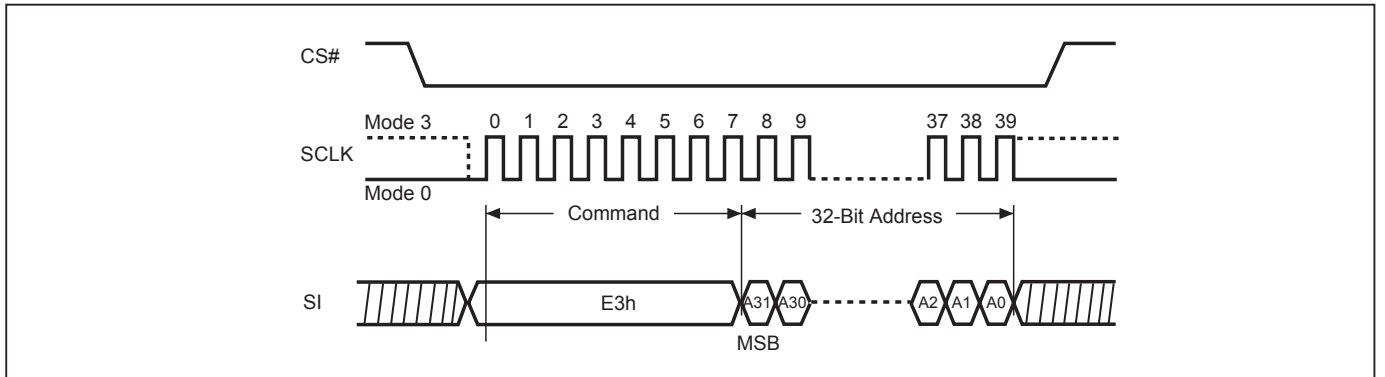 CS#
Mode 3
0 1 2 3 4 5 6 7 8 9 37 38 39
SCLK
Mode 0
Command 32-Bit Address
SI E3h A31 A30 A2 A1 A0
MSB